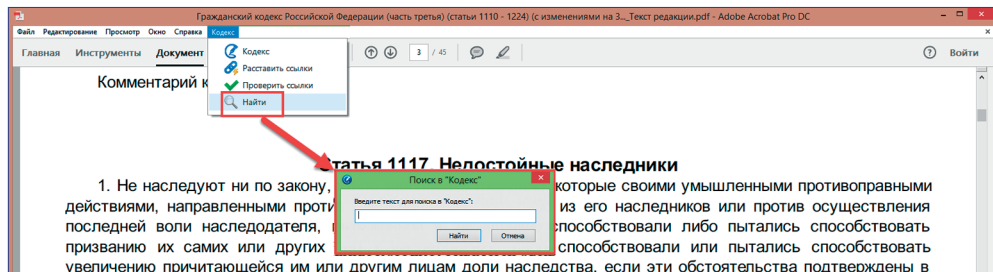 Гражданский кодекс Российской Федерации (часть третья) (статьи 1110 - 1224) (с изменениями на 3..._Текст редакции.pdf - Adobe Acrobat Pro DC
Файл Редактирование Просмотр Окно Справка Кодекс
Главная Инструменты Документ 3 / 45 Войти
Кодекс
Расставить ссылки
Проверить ссылки
Найти
Комментарий к
Статья 1117. Недостойные наследники
1. Не наследуют ни по закону, которые своими умышленными противоправными
действиями, направленными проти из его наследников или против осуществления
последней воли наследодателя, способствовали либо пытались способствовать
призванию их самих или других способствовали или пытались способствовать
увеличению причитающейся им или другим лицам доли наследства, если эти обстоятельства подтверждены в
Поиск в "Кодекс"
Введите текст для поиска в "Кодекс":
Найти Отмена